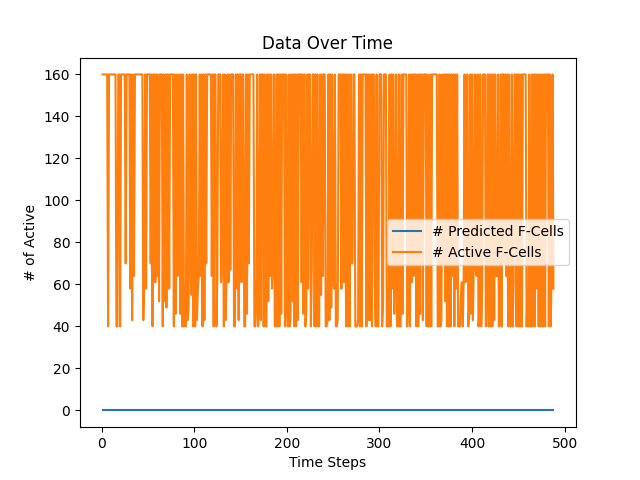 Data Over Time
# of Active
160
140
120
100
80
60
40
20
0
# Predicted F-Cells
# Active F-Cells
0 100 200 300 400 500
Time Steps